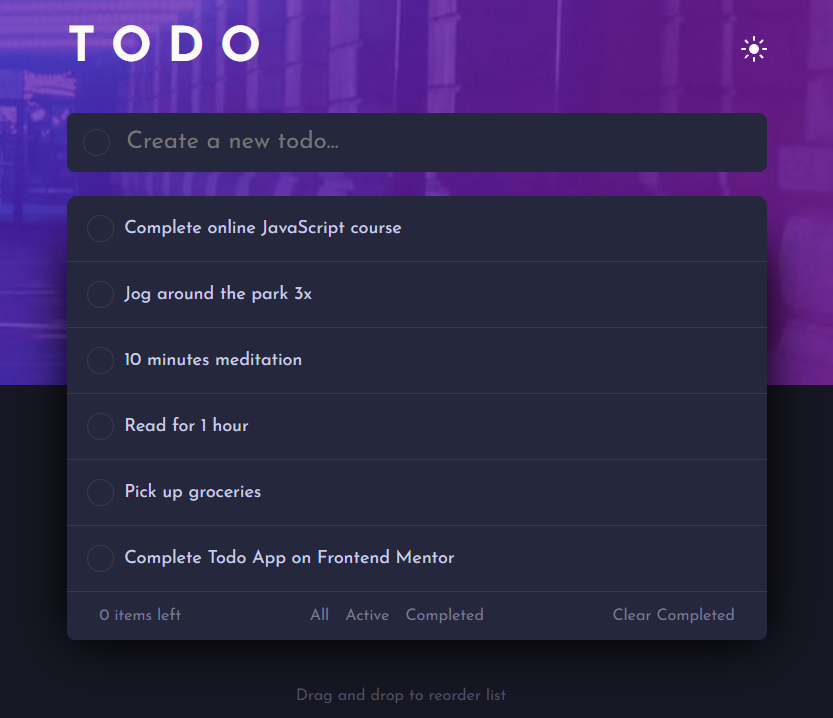 TODO
Create a new todo...
Complete online JavaScript course
Jog around the park 3x
10 minutes meditation
Read for 1 hour
Pick up groceries
Complete Todo App on Frontend Mentor
0 items left All Active Completed Clear Completed
Drag and drop to reorder list